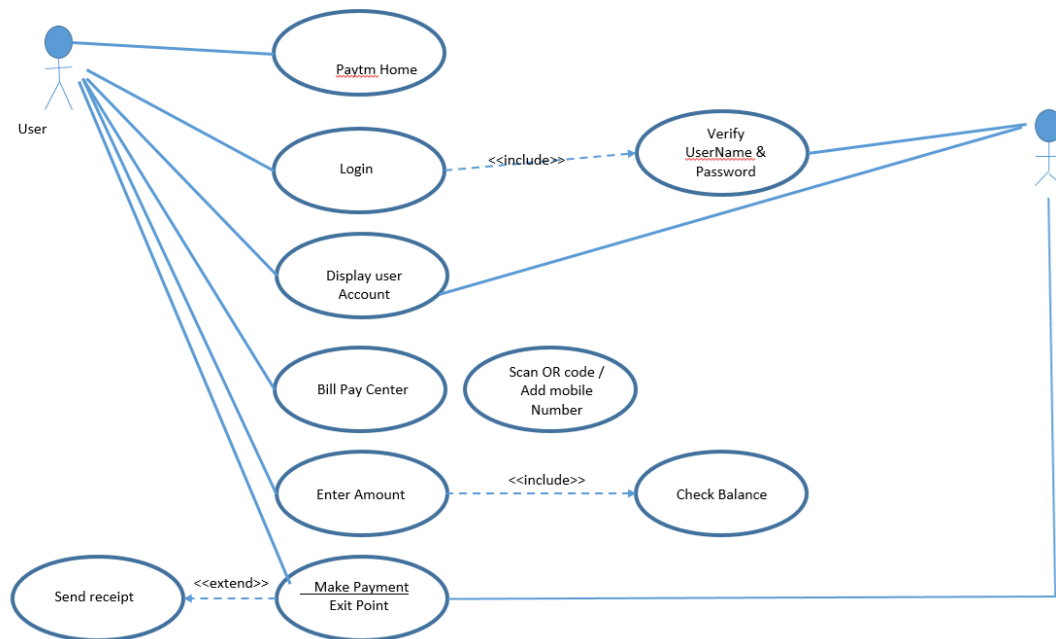 Paytm Home
User
Login
<<include>>
Verify
UserName &
Password
Display user
Account
Bill Pay Center
Scan OR code /
Add mobile
Number
Enter Amount
<<include>>
Check Balance
Send receipt
<<extend>>
Make Payment
Exit Point